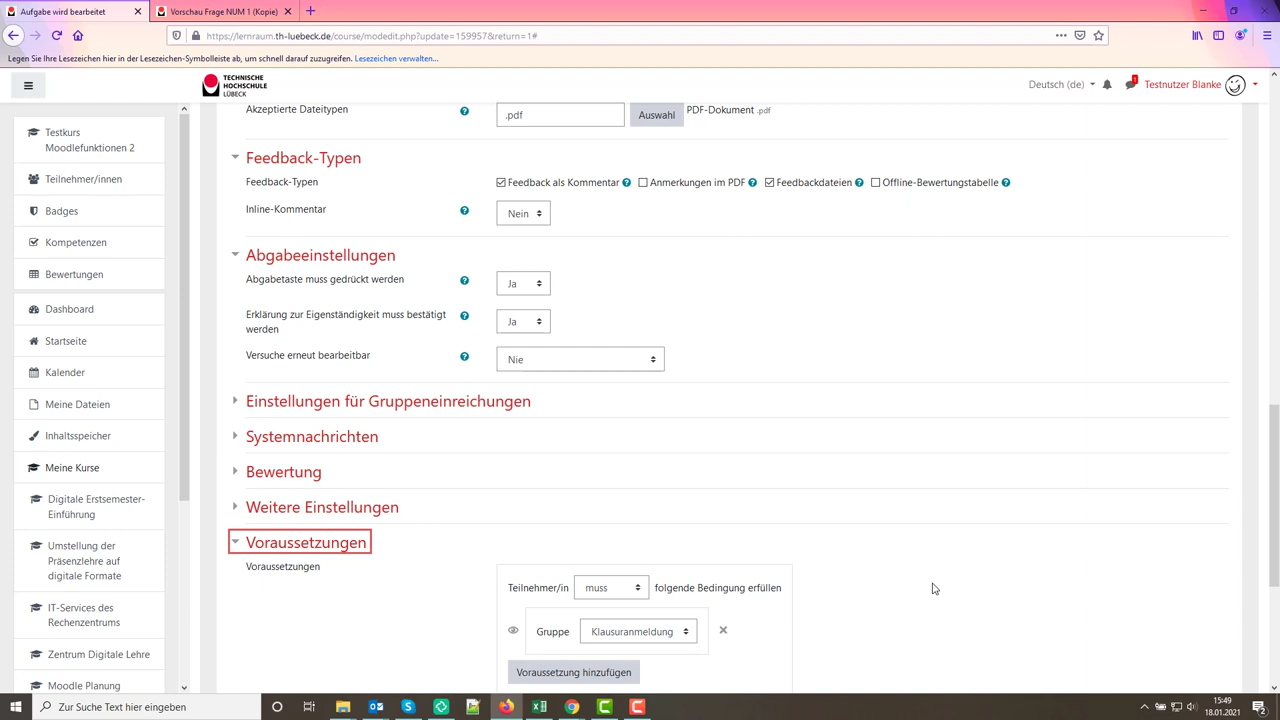 Aufgabe wird bearbeitet
Vorschau Frage NUM 1 (Kopie)
https://lernraum.th-luebeck.de/course/modedit.php?update=159957&return=1#
Legen Sie Ihre Lesezeichen hier in der Lesezeichen-Symbolleiste ab, um schnell darauf zuzugreifen. Lesezeichen verwalten...
TECHNISCHE
HOCHSCHULE
LÜBECK
Deutsch (de)
1
Testnutzer Blanke
Testkurs
Moodlefunktionen 2
Teilnehmer/innen
Badges
Kompetenzen
Bewertungen
Dashboard
Startseite
Kalender
Meine Dateien
Inhaltsspeicher
Meine Kurse
Digitale Erstsemester-
Einführung
Umstellung der
Präsenzlehre auf
digitale Formate
IT-Services des
Rechenzentrums
Zentrum Digitale Lehre
Moodle Planung
Akzeptierte Dateitypen
.pdf
Auswahl
PDF-Dokument .pdf
Feedback-Typen
Feedback-Typen
Feedback als Kommentar
Anmerkungen im PDF
Feedbackdateien
Offline-Bewertungstabelle
Inline-Kommentar
Nein
Abgabeeinstellungen
Abgabetaste muss gedrückt werden
Ja
Erklärung zur Eigenständigkeit muss bestätigt
werden
Ja
Versuche erneut bearbeitbar
Nie
Einstellungen für Gruppeneinreichungen
Systemnachrichten
Bewertung
Weitere Einstellungen
Voraussetzungen
Voraussetzungen
Teilnehmer/in muss folgende Bedingung erfüllen
Gruppe Klausuranmeldung
Voraussetzung hinzufügen
Zur Suche Text hier eingeben
15:49
18.01.2021
2